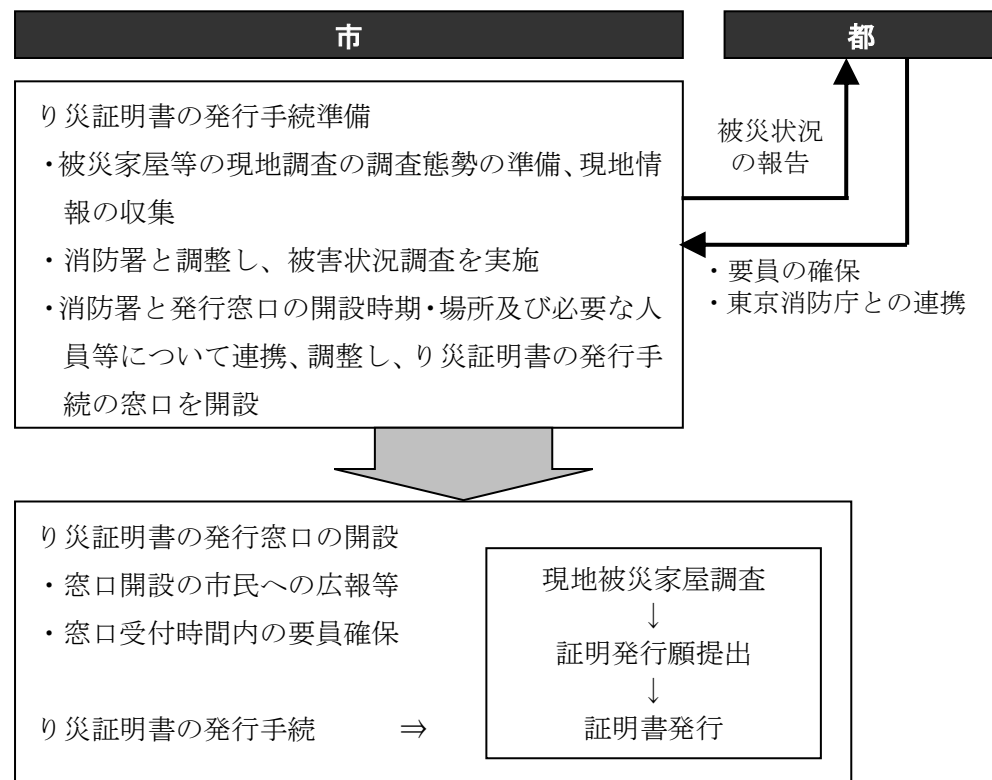 市
都
り災証明書の発行手続準備
・被災家屋等の現地調査の調査態勢の準備、現地情
報の収集
・消防署と調整し、被害状況調査を実施
・消防署と発行窓口の開設時期・場所及び必要な人
員等について連携、調整し、り災証明書の発行手
続の窓口を開設
被災状況
の報告
・要員の確保
・東京消防庁との連携
り災証明書の発行窓口の開設
・窓口開設の市民への広報等
・窓口受付時間内の要員確保
り災証明書の発行手続 ⇒
現地被災家屋調査
↓
証明発行願提出
↓
証明書発行